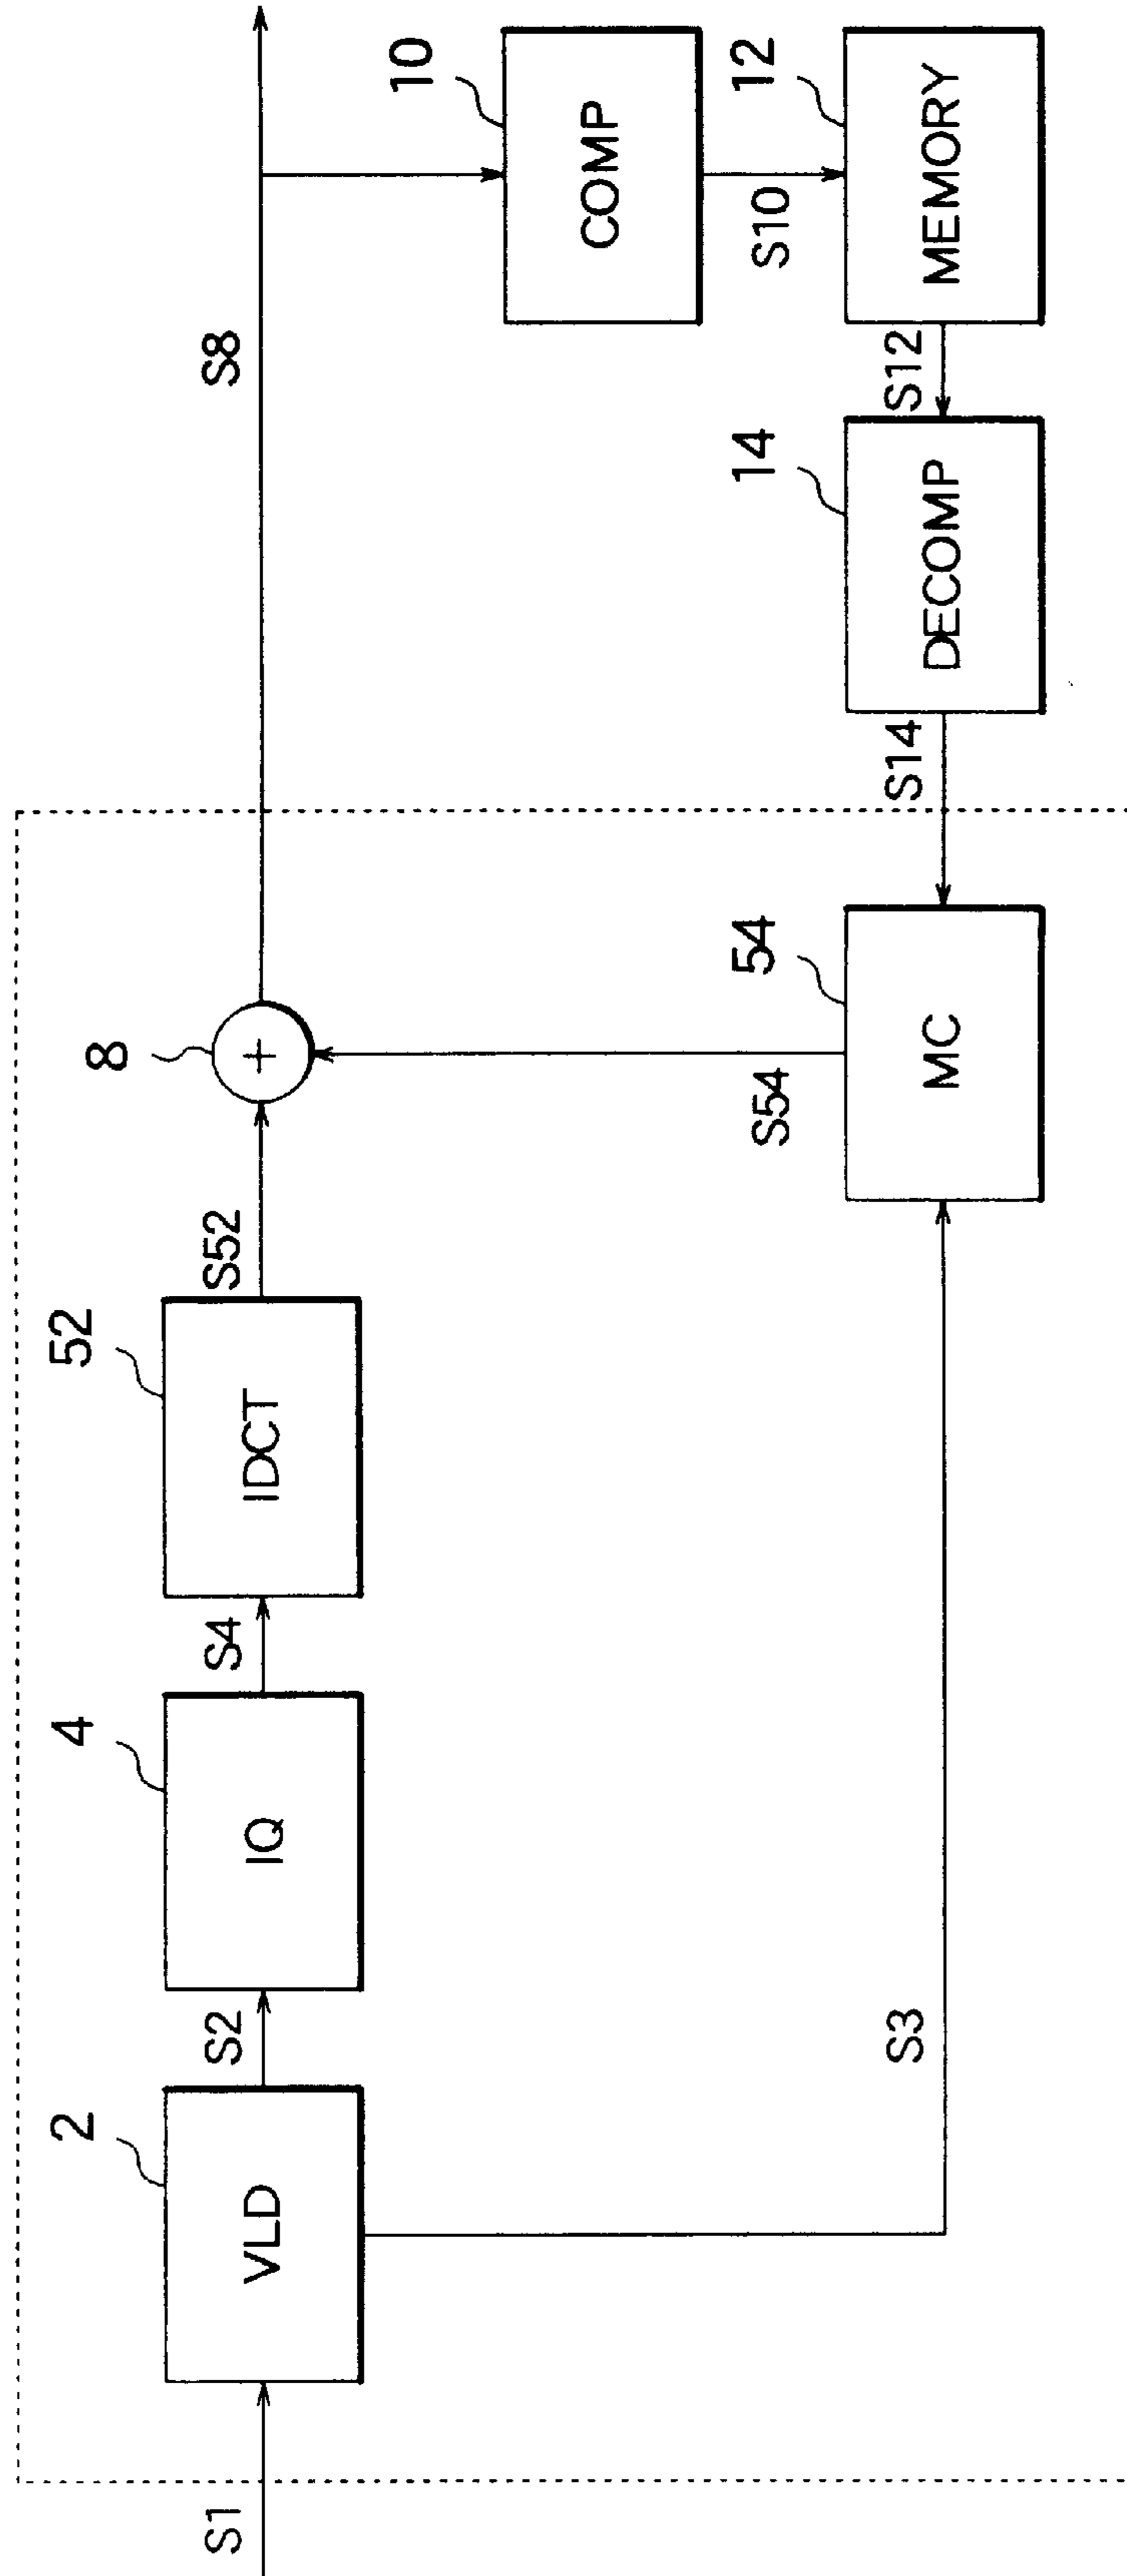 S1
2
VLD
S2
4
IQ
S4
52
IDCT
S52
8
+
S8
10
COMP
S10
12
MEMORY
S12
14
DECOMP
S14
54
MC
S54
S3